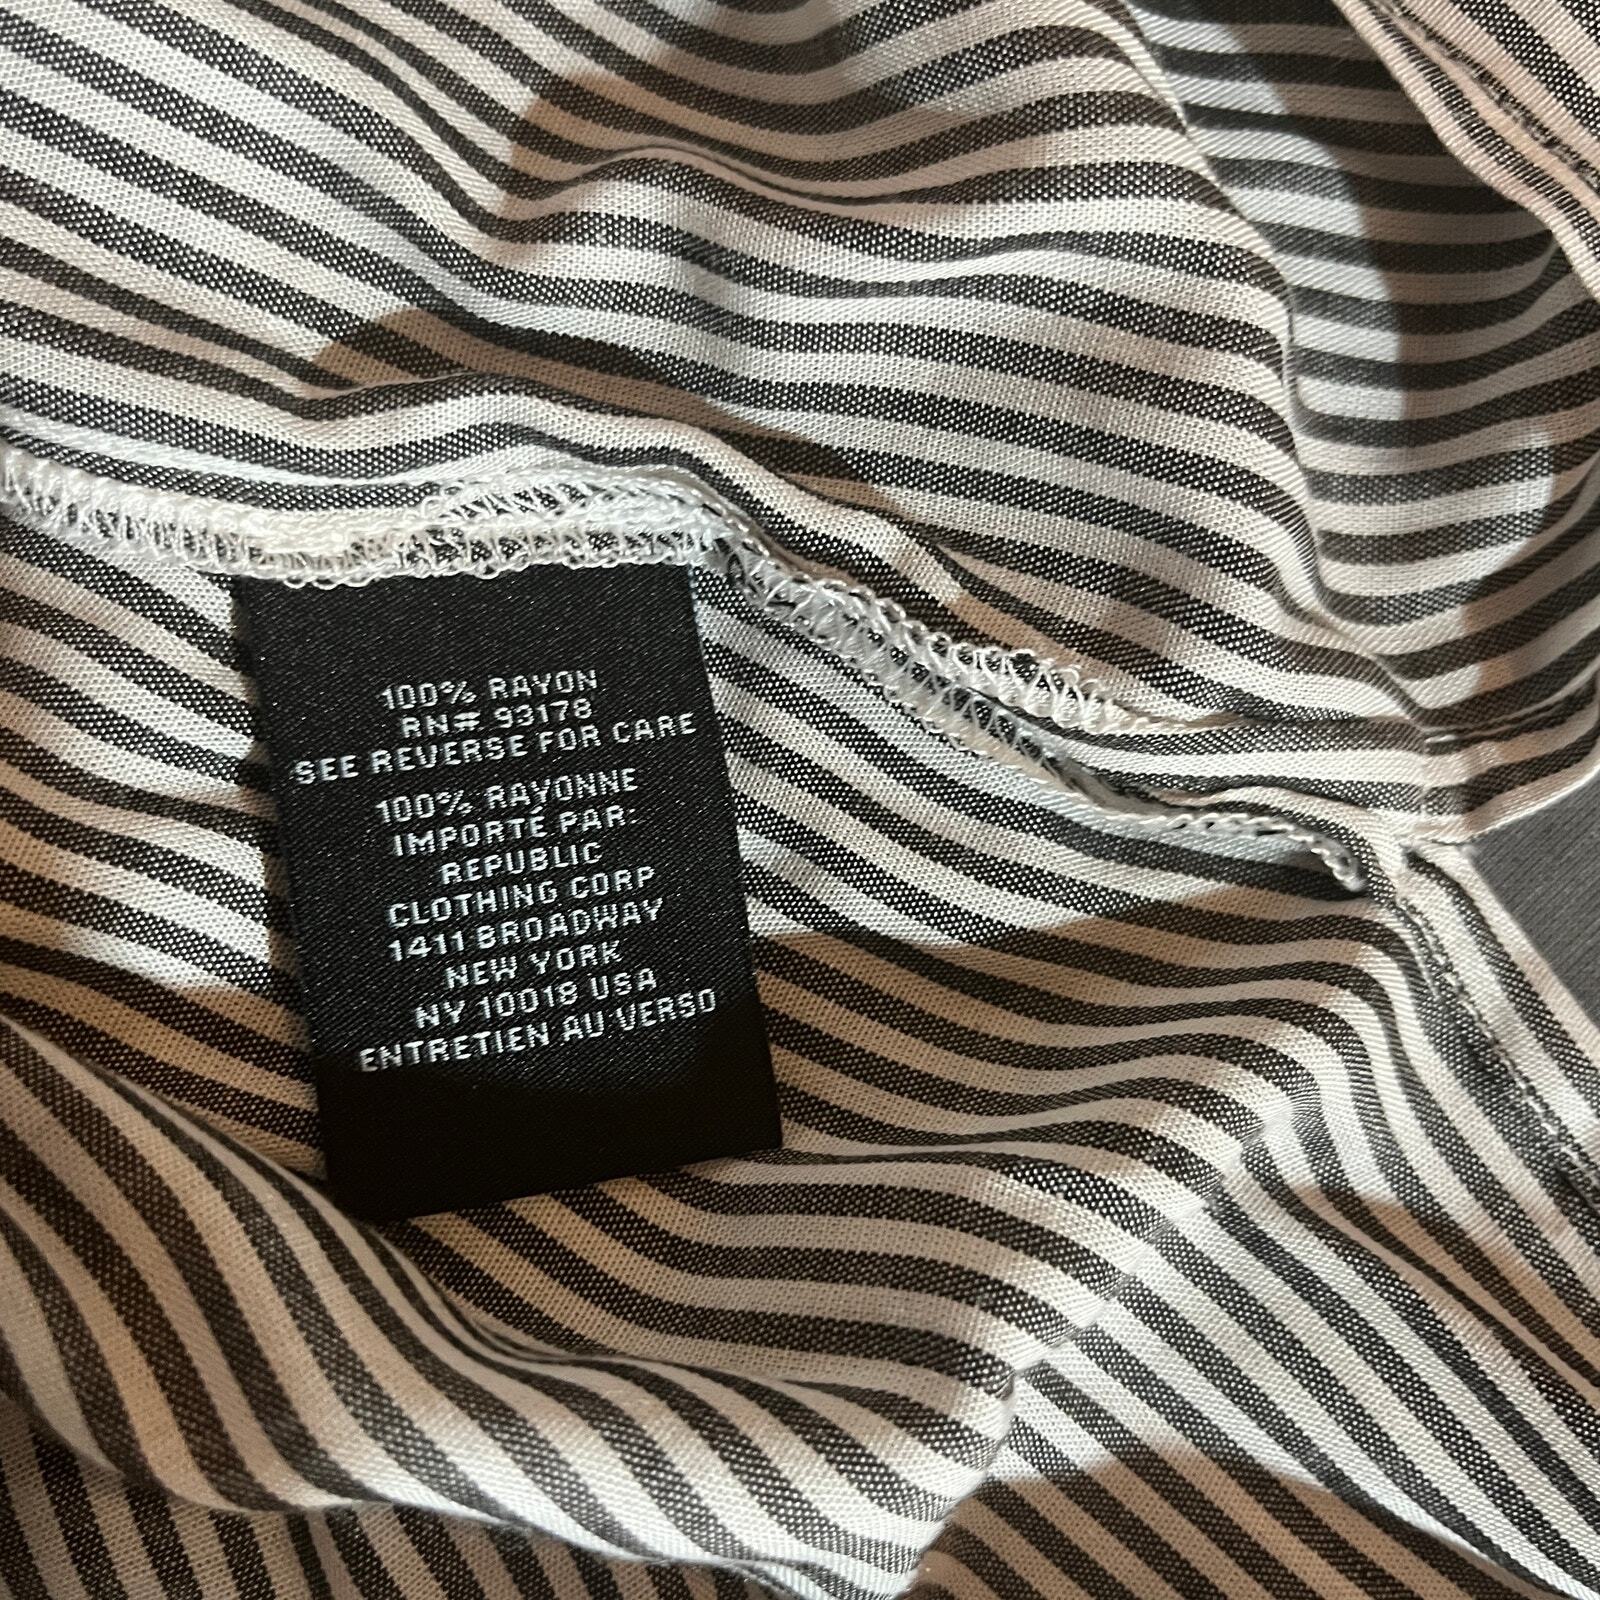 100% RAYON
RN# 93178
SEE REVERSE FOR CARE
100% RAYONNE
IMPORTÉ PAR:
REPUBLIC
CLOTHING CORP
1411 BROADWAY
NEW YORK
NY 10018 USA
ENTRETIEN AU VERSO